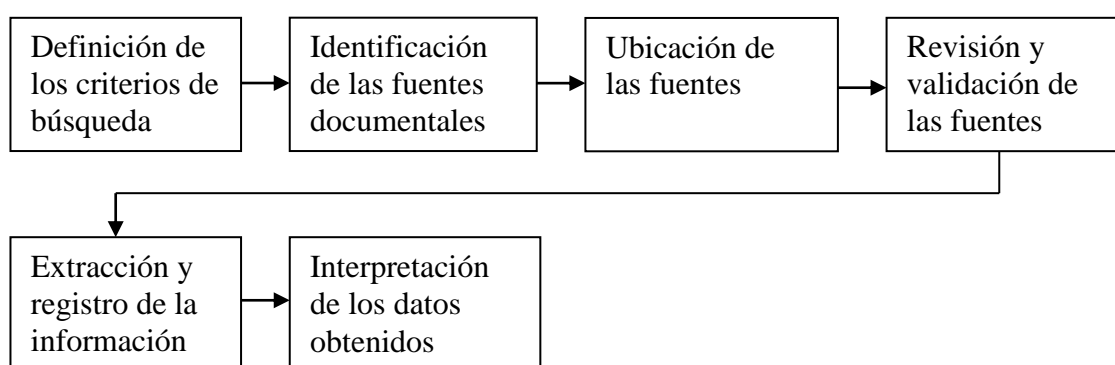 Definición de
los criterios de
búsqueda
Identificación
de las fuentes
documentales
Ubicación de
las fuentes
Revisión y
validación de
las fuentes
Extracción y
registro de la
información
Interpretación
de los datos
obtenidos